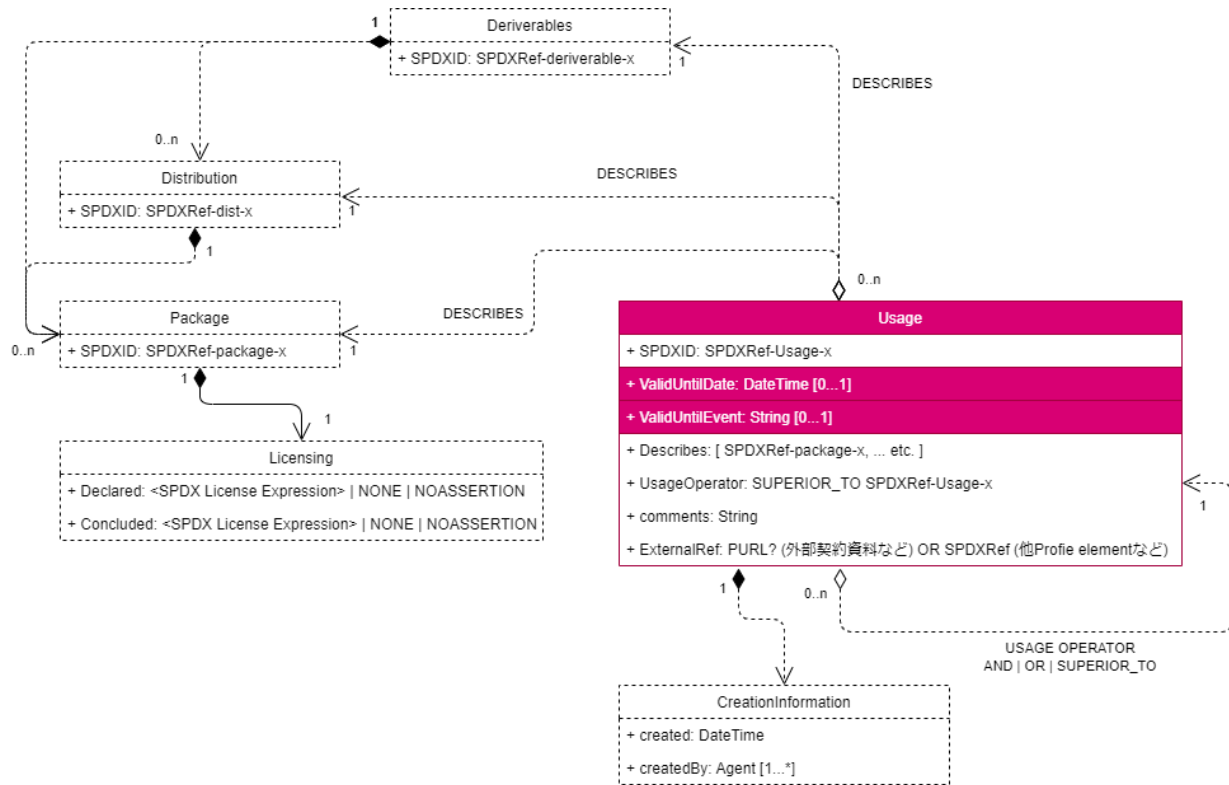 1
Deriverables
+ SPDXID: SPDXRef-deriverable-x
1
DESCRIBES
0..n
Distribution
+ SPDXID: SPDXRef-dist-x
DESCRIBES
1
1
0..n
Package
+ SPDXID: SPDXRef-package-x
0..n
DESCRIBES
1
1
1
Licensing
+ Declared: <SPDX License Expression> | NONE | NOASSERTION
+ Concluded: <SPDX License Expression> | NONE | NOASSERTION
Usage
+ SPDXID: SPDXRef-Usage-x
+ ValidUntilDate: DateTime [0...1]
+ ValidUntilEvent: String [0...1]
+ Describes: [ SPDXRef-package-x, ... etc. ]
+ UsageOperator: SUPERIOR_TO SPDXRef-Usage-x
+ comments: String
+ ExternalRef: PURL? (外部契約資料など) OR SPDXRef (他Profie elementなど)
1
1
0..n
USAGE OPERATOR
AND | OR | SUPERIOR_TO
CreationInformation
+ created: DateTime
+ createdBy: Agent [1...*]